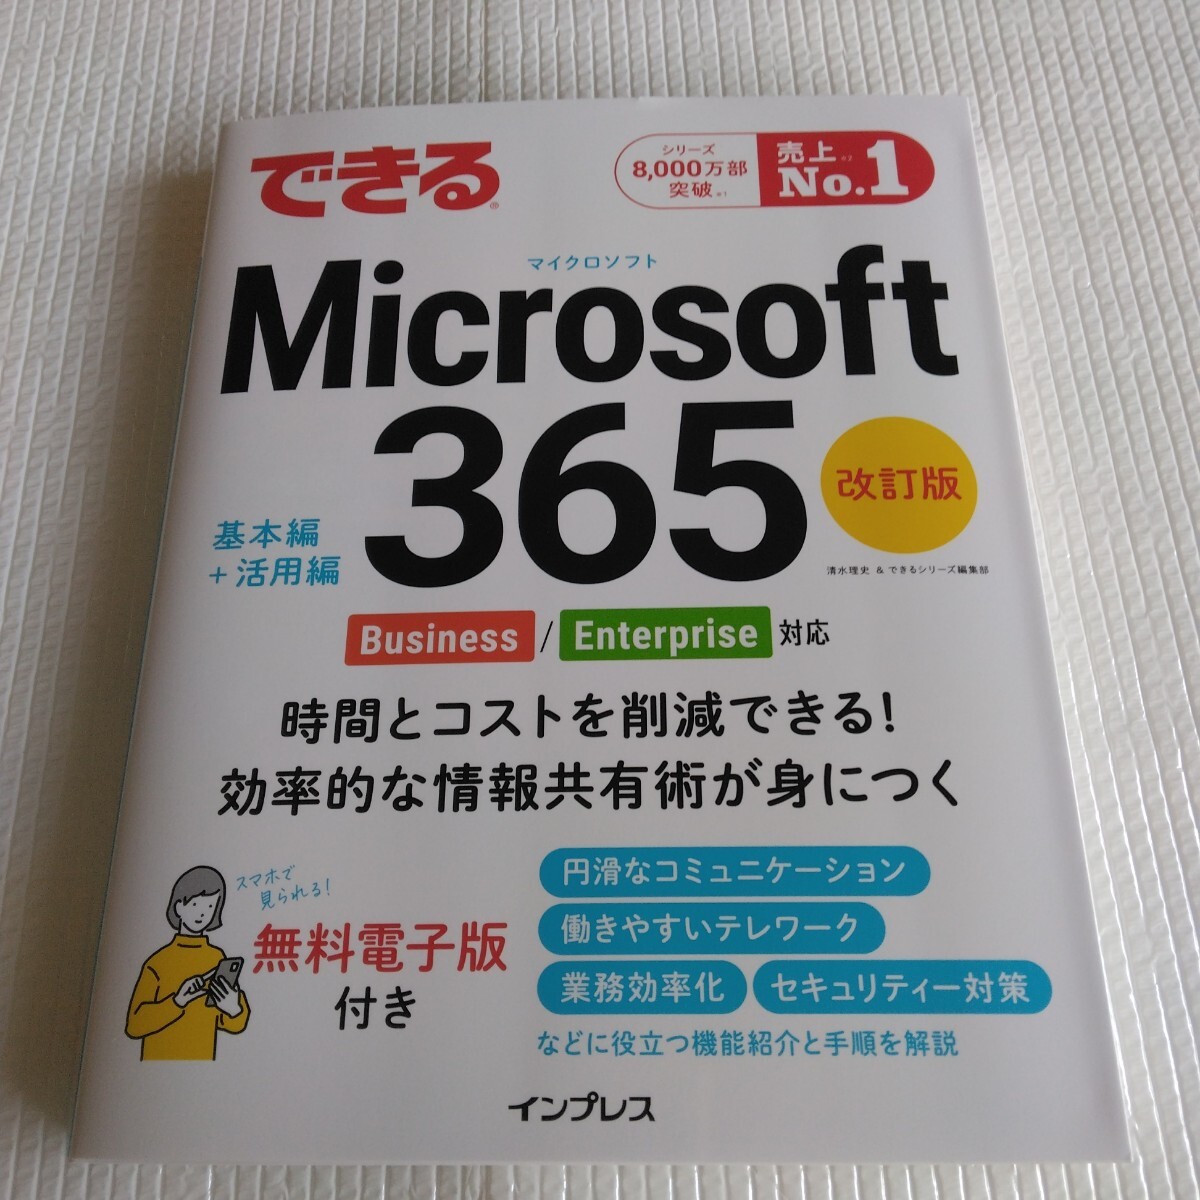 できる®
シリーズ
8,000万部
突破※1
売上※2
No.1
マイクロソフト
Microsoft
365
改訂版
基本編
+活用編
清水理史 & できるシリーズ編集部
Business / Enterprise 対応
時間とコストを削減できる!
効率的な情報共有術が身につく
スマホで
見られる!
無料電子版
付き
円滑なコミュニケーション
働きやすいテレワーク
業務効率化 セキュリティー対策
などに役立つ機能紹介と手順を解説
インプレス